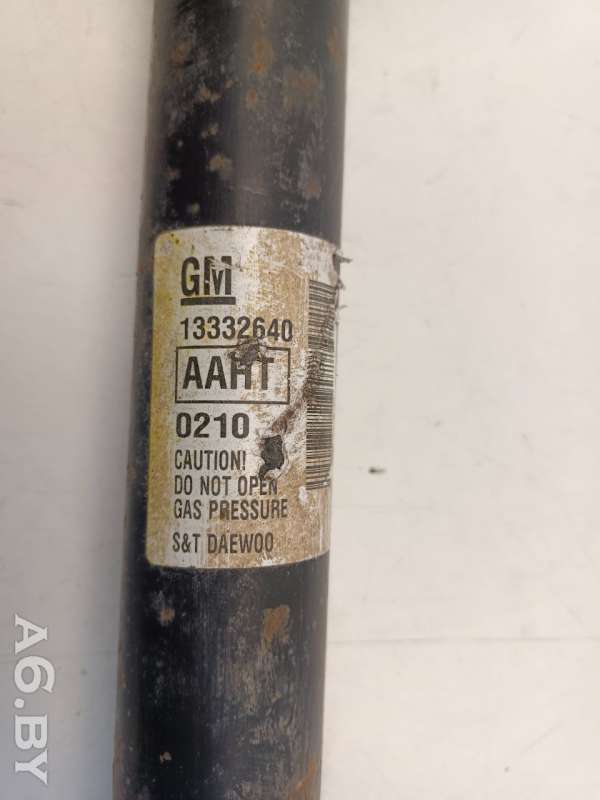 GM
13332640
AAHT
0210
CAUTION!
DO NOT OPEN
GAS PRESSURE
S&T DAEWOO
A6.BY